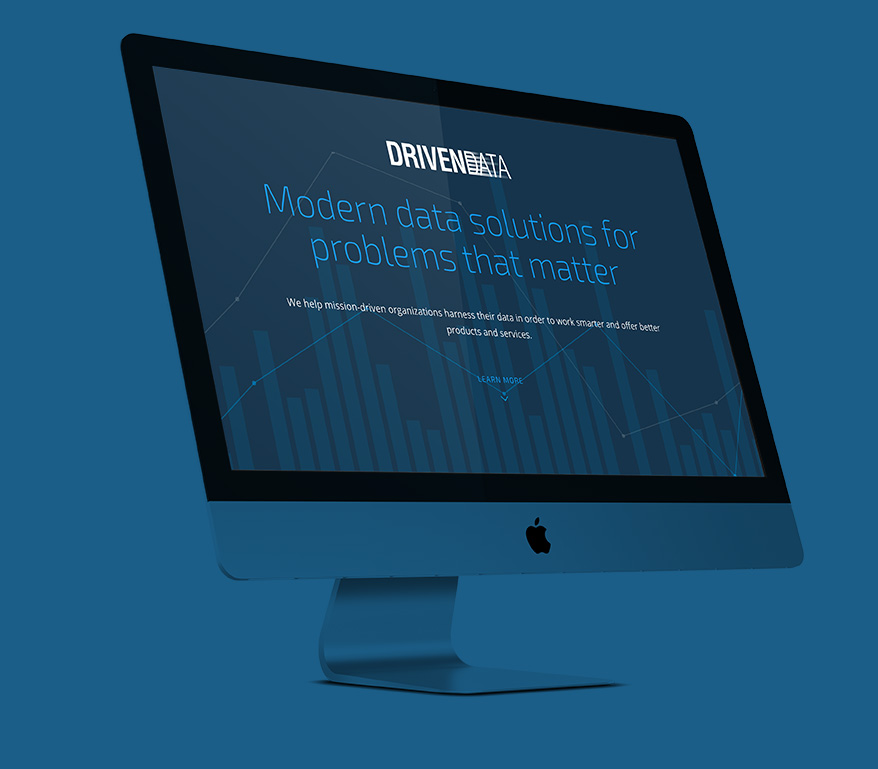 DRIVENDATA
Modern data solutions for
problems that matter
We help mission-driven organizations harness their data in order to work smarter and offer better
products and services.
LEARN MORE